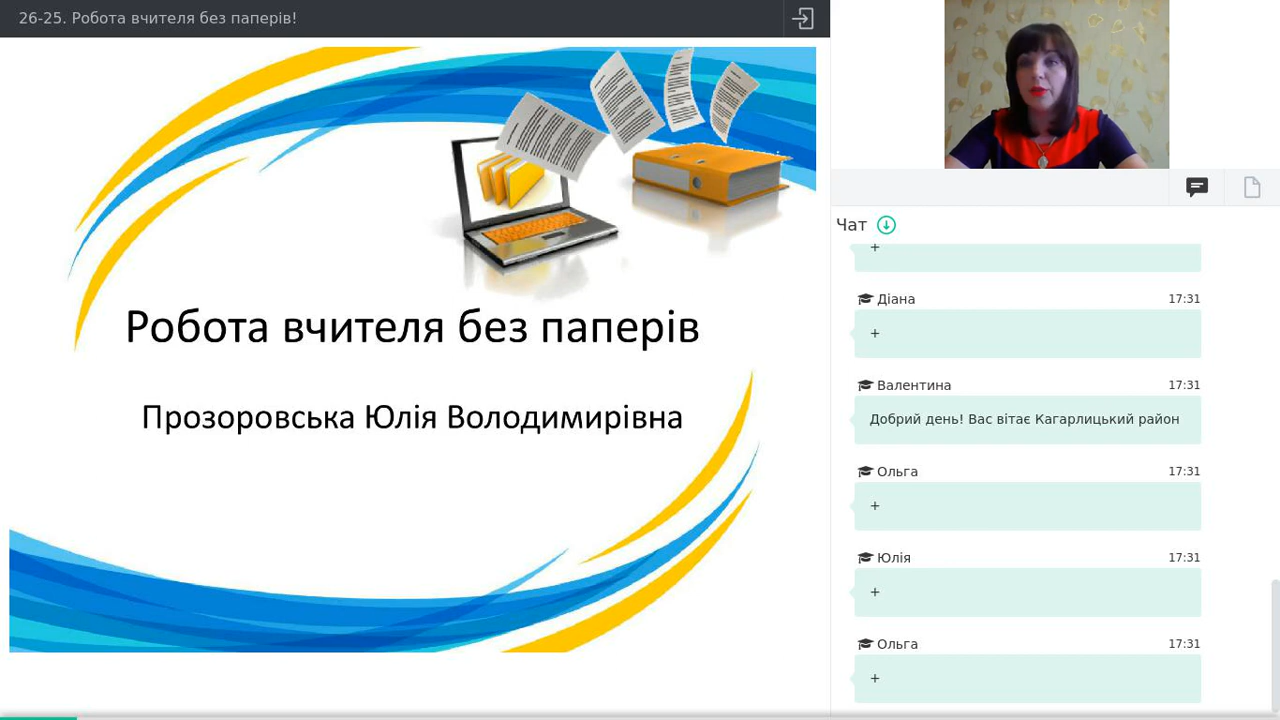 26-25. Робота вчителя без паперів!
Робота вчителя без паперів
Прозоровська Юлія Володимирівна
Чат
+
Діана 17:31
+
Валентина 17:31
Добрий день! Вас вітає Кагарлицький район
Ольга 17:31
+
Юлія 17:31
+
Ольга 17:31
+